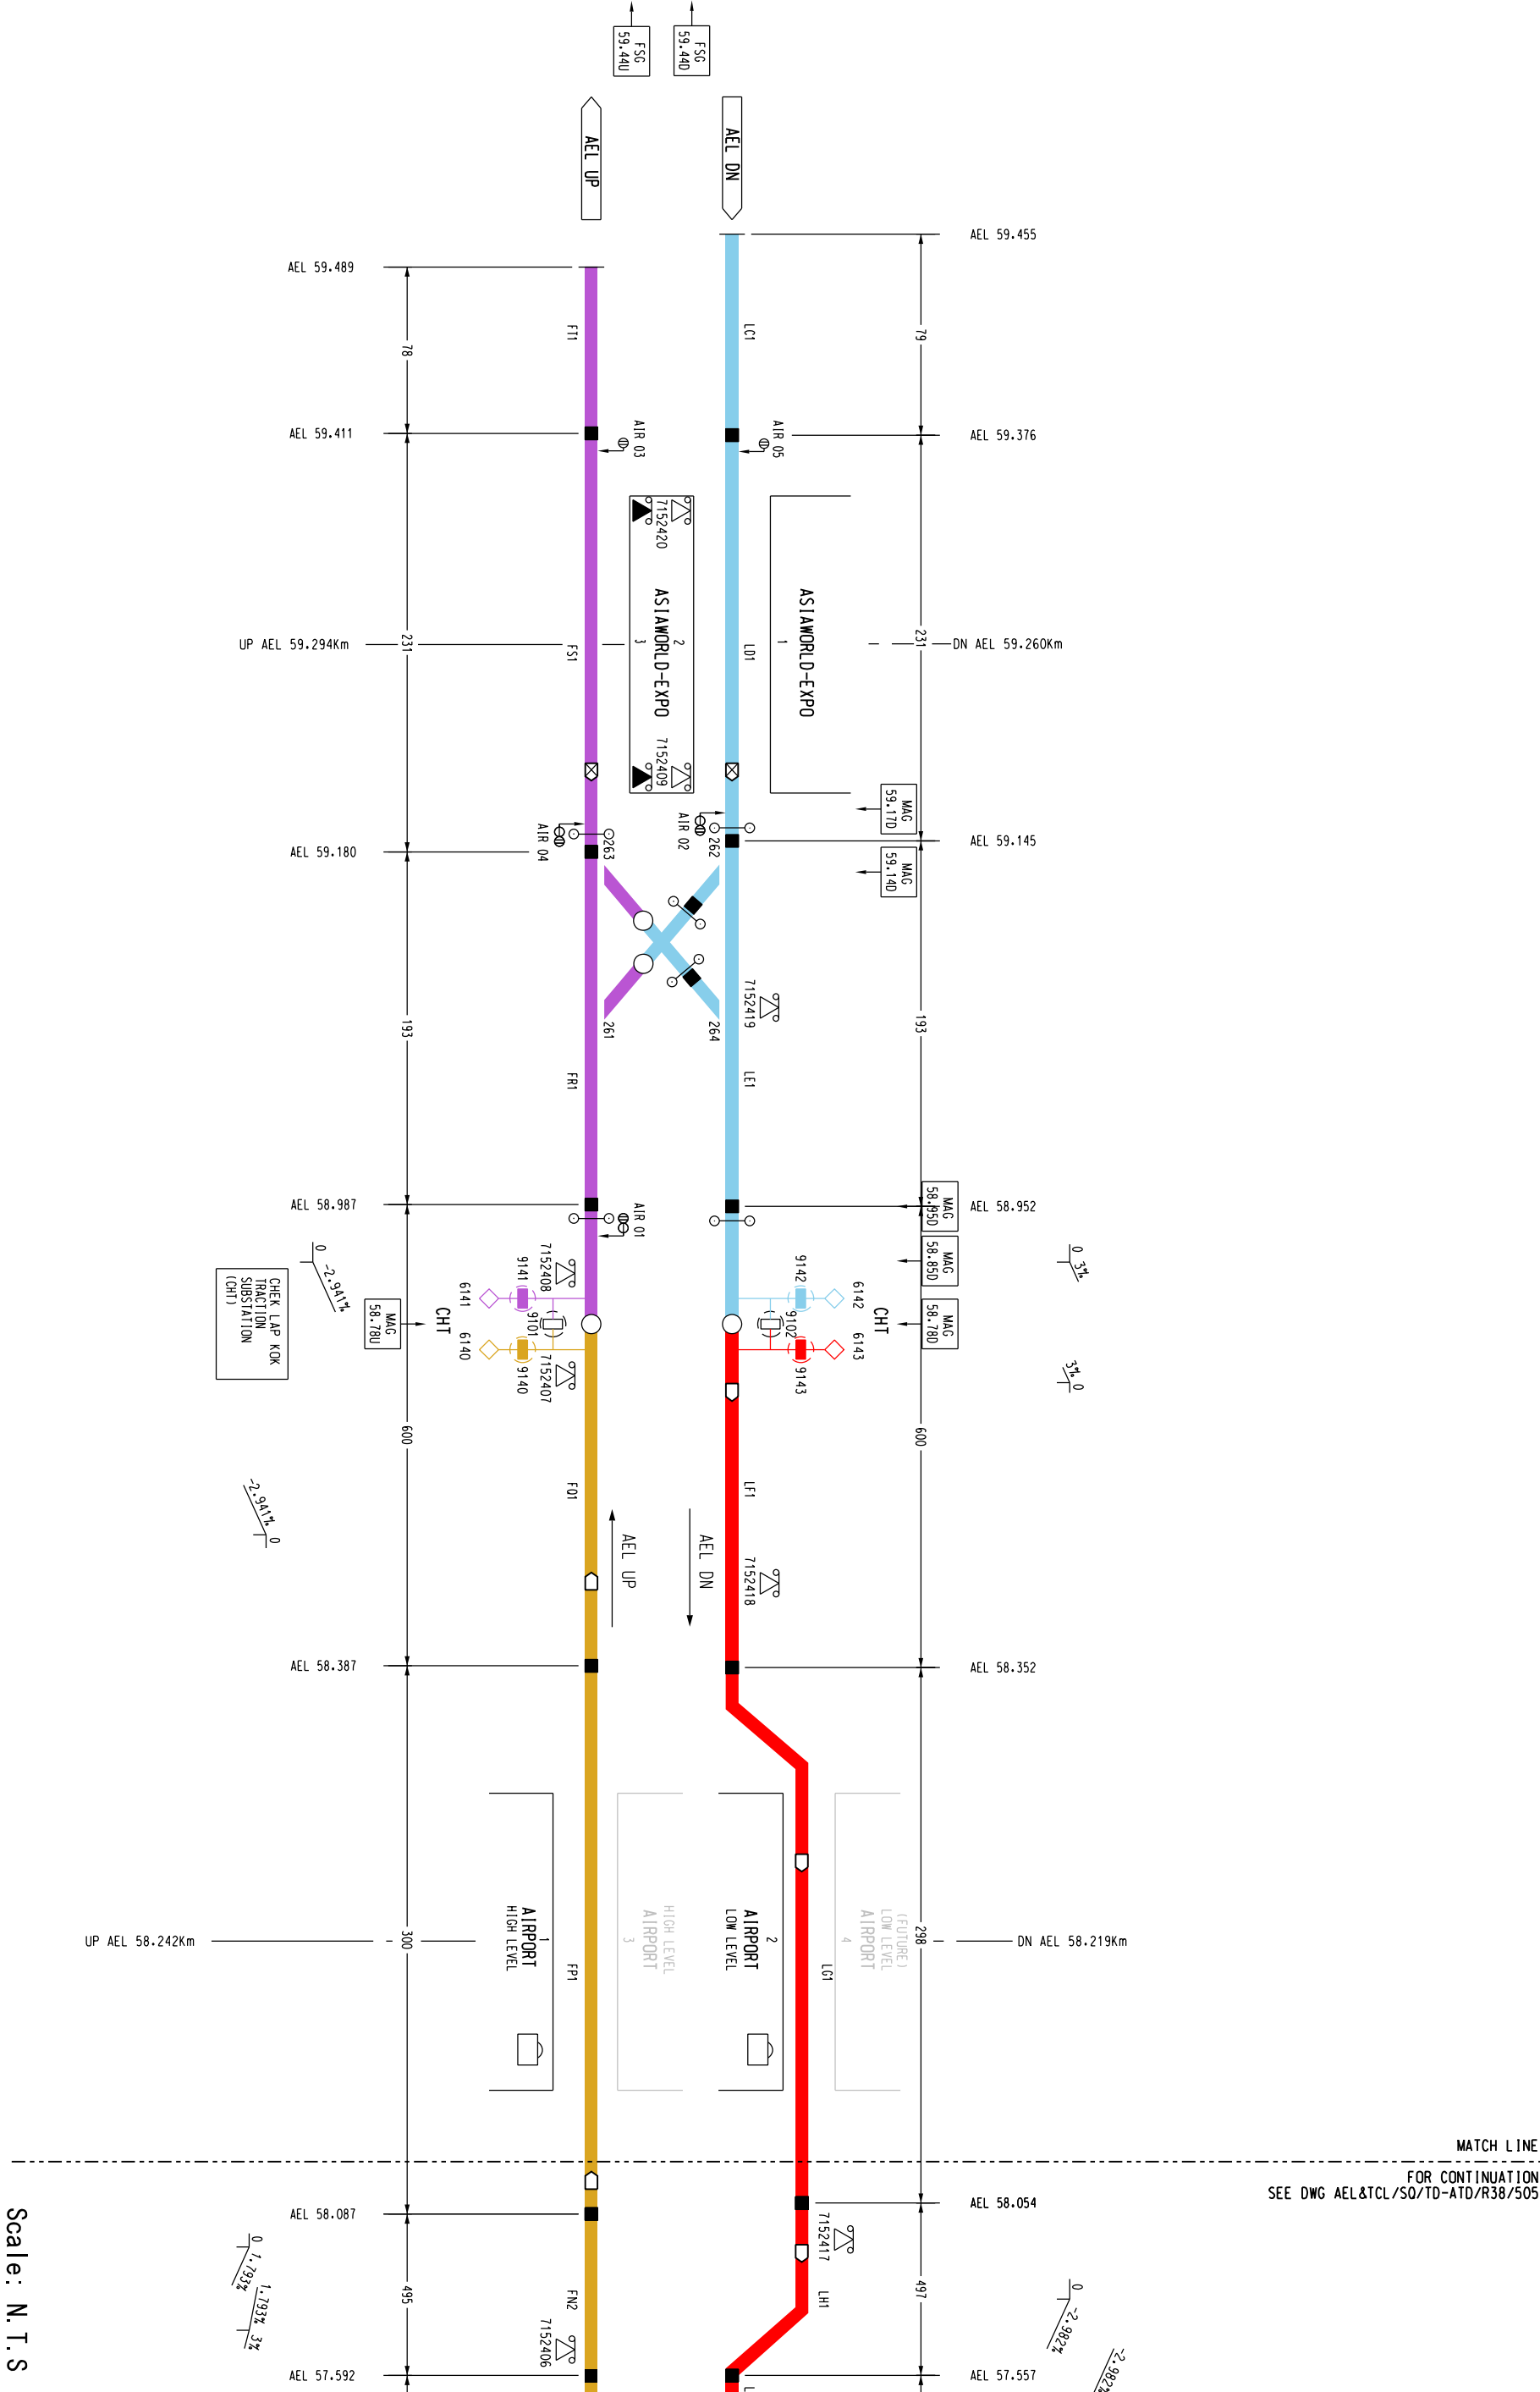 FSG
59.44U
FSG
59.44D
AEL UP
AEL DN
AEL 59.455
AEL 59.489
FT1
LC1
79
78
AEL 59.411
AIR 03
AIR 05
AEL 59.376
7152420
ASIAWORLD-EXPO
2
3
7152409
ASIAWORLD-EXPO
1
UP AEL 59.294Km
231
FS1
LD1
231
DN AEL 59.260Km
MAG
59.17D
AIR 04
263
AIR 02
262
AEL 59.180
AEL 59.145
MAG
59.14D
7152419
193
261
264
193
FR1
LE1
AEL 58.987
AIR 01
MAG
58.95D
AEL 58.952
MAG
58.85D
0 -2.941%
0 3%
7152408
9141
9142
6141
6142
CHEK LAP KOK
TRACTION
SUBSTATION
(CHT)
MAG
58.78U
CHT
9101
9102
CHT
MAG
58.78D
6140
9140
7152407
9143
6143
3% 0
600
600
-2.941% 0
FQ1
LF1
AEL UP
AEL DN
7152418
AEL 58.387
AEL 58.352
UP AEL 58.242Km
300
1
AIRPORT
HIGH LEVEL
FP1
HIGH LEVEL
AIRPORT
3
2
AIRPORT
LOW LEVEL
LG1
(FUTURE)
LOW LEVEL
AIRPORT
4
298
DN AEL 58.219Km
MATCH LINE
FOR CONTINUATION
SEE DWG AEL&TCL/SQ/TD-ATD/R38/505
AEL 58.087
AEL 58.054
7152417
0 1.793%
1.793% 3%
495
FN2
LH1
497
0 -2.982%
7152406
AEL 57.592
AEL 57.557
-2.982%
Scale: N.T.S